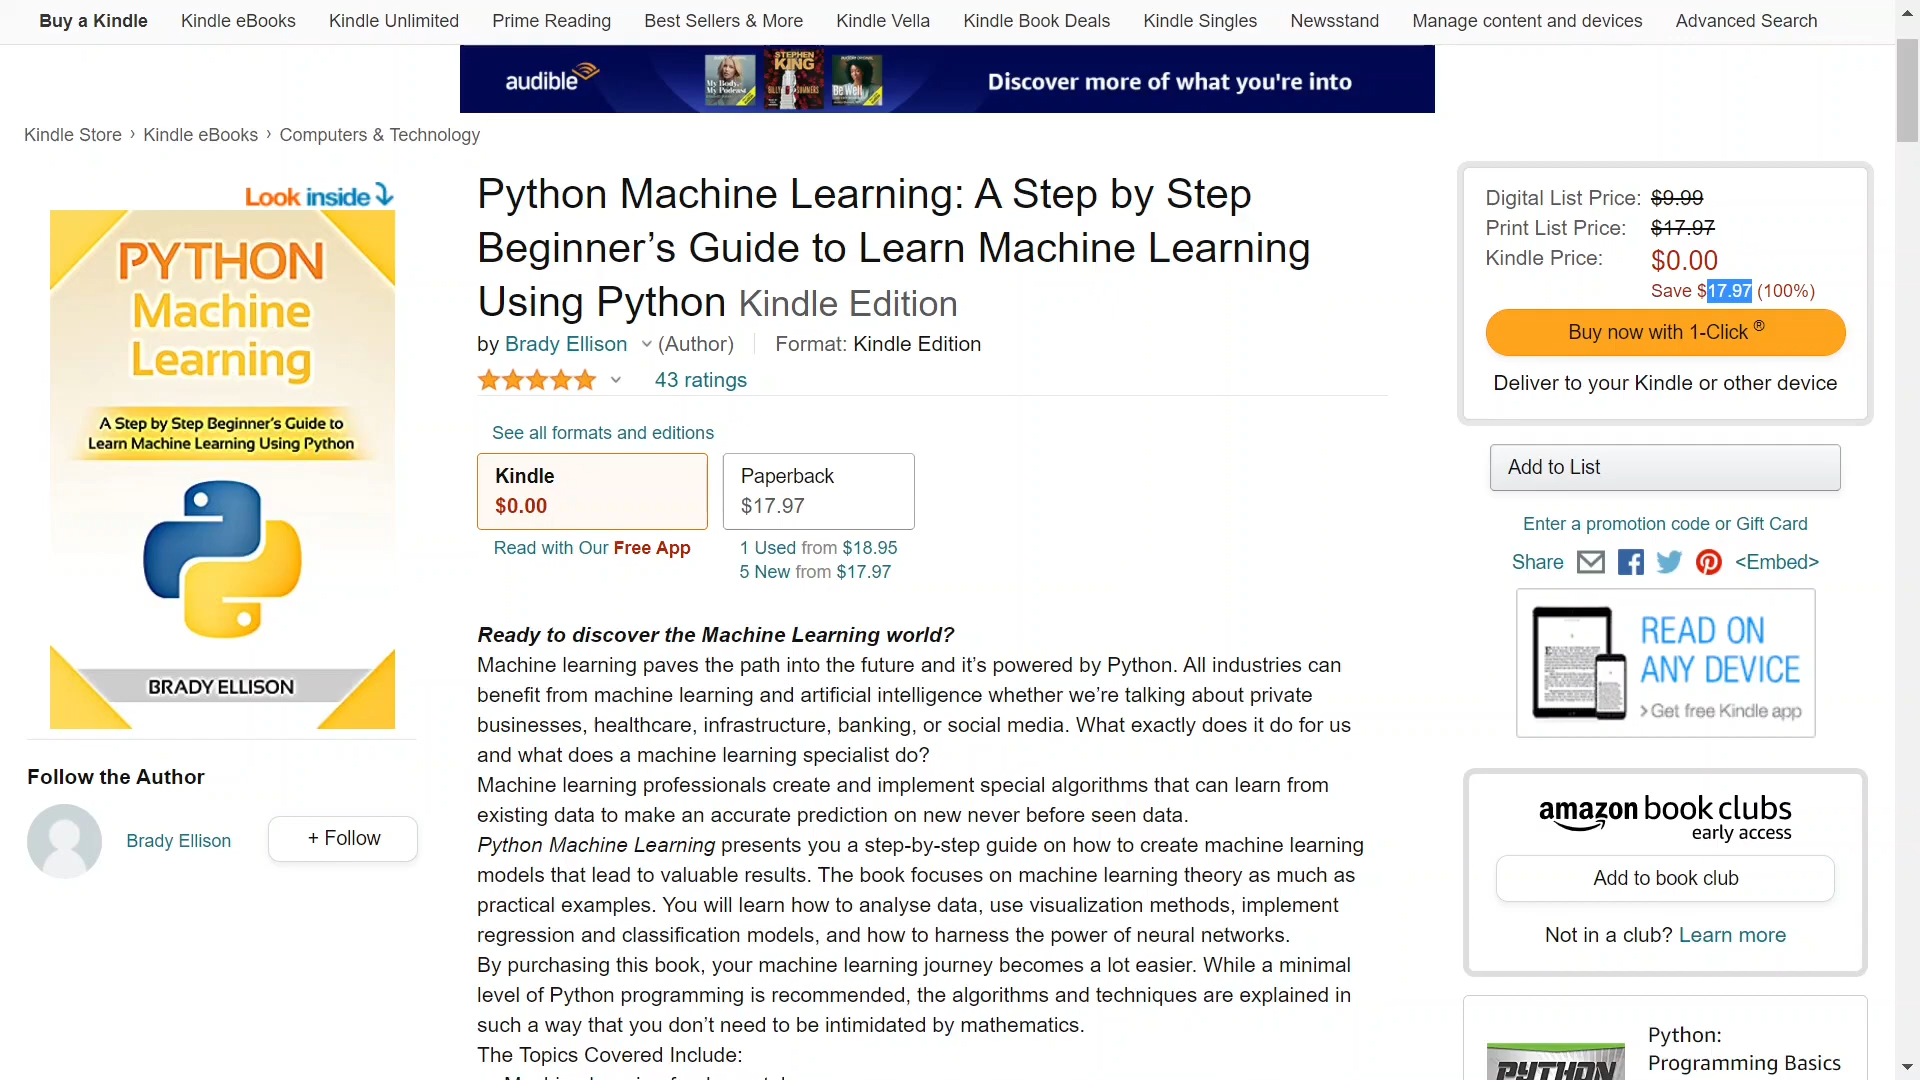 Buy a Kindle Kindle eBooks Kindle Unlimited Prime Reading Best Sellers & More Kindle Vella Kindle Book Deals Kindle Singles Newsstand Manage content and devices Advanced Search
audible
My Body, My Podcast
STEPHEN KING
BILLY SUMMERS
Be Well
Discover more of what you're into
Kindle Store › Kindle eBooks › Computers & Technology
Look inside
PYTHON
Machine
Learning
A Step by Step Beginner's Guide to
Learn Machine Learning Using Python
BRADY ELLISON
Follow the Author
Brady Ellison
+ Follow
Python Machine Learning: A Step by Step
Beginner’s Guide to Learn Machine Learning
Using Python Kindle Edition
by Brady Ellison (Author) Format: Kindle Edition
43 ratings
See all formats and editions
Kindle
$0.00
Read with Our Free App
Paperback
$17.97
1 Used from $18.95
5 New from $17.97
Ready to discover the Machine Learning world?
Machine learning paves the path into the future and it’s powered by Python. All industries can
benefit from machine learning and artificial intelligence whether we’re talking about private
businesses, healthcare, infrastructure, banking, or social media. What exactly does it do for us
and what does a machine learning specialist do?
Machine learning professionals create and implement special algorithms that can learn from
existing data to make an accurate prediction on new never before seen data.
Python Machine Learning presents you a step-by-step guide on how to create machine learning
models that lead to valuable results. The book focuses on machine learning theory as much as
practical examples. You will learn how to analyse data, use visualization methods, implement
regression and classification models, and how to harness the power of neural networks.
By purchasing this book, your machine learning journey becomes a lot easier. While a minimal
level of Python programming is recommended, the algorithms and techniques are explained in
such a way that you don’t need to be intimidated by mathematics.
The Topics Covered Include:
Digital List Price: $9.99
Print List Price: $17.97
Kindle Price: $0.00
Save $17.97 (100%)
Buy now with 1-Click ®
Deliver to your Kindle or other device
Add to List
Enter a promotion code or Gift Card
Share <Embed>
READ ON
ANY DEVICE
>Get free Kindle app
amazon book clubs
early access
Add to book club
Not in a club? Learn more
PYTHON
Python:
Programming Basics